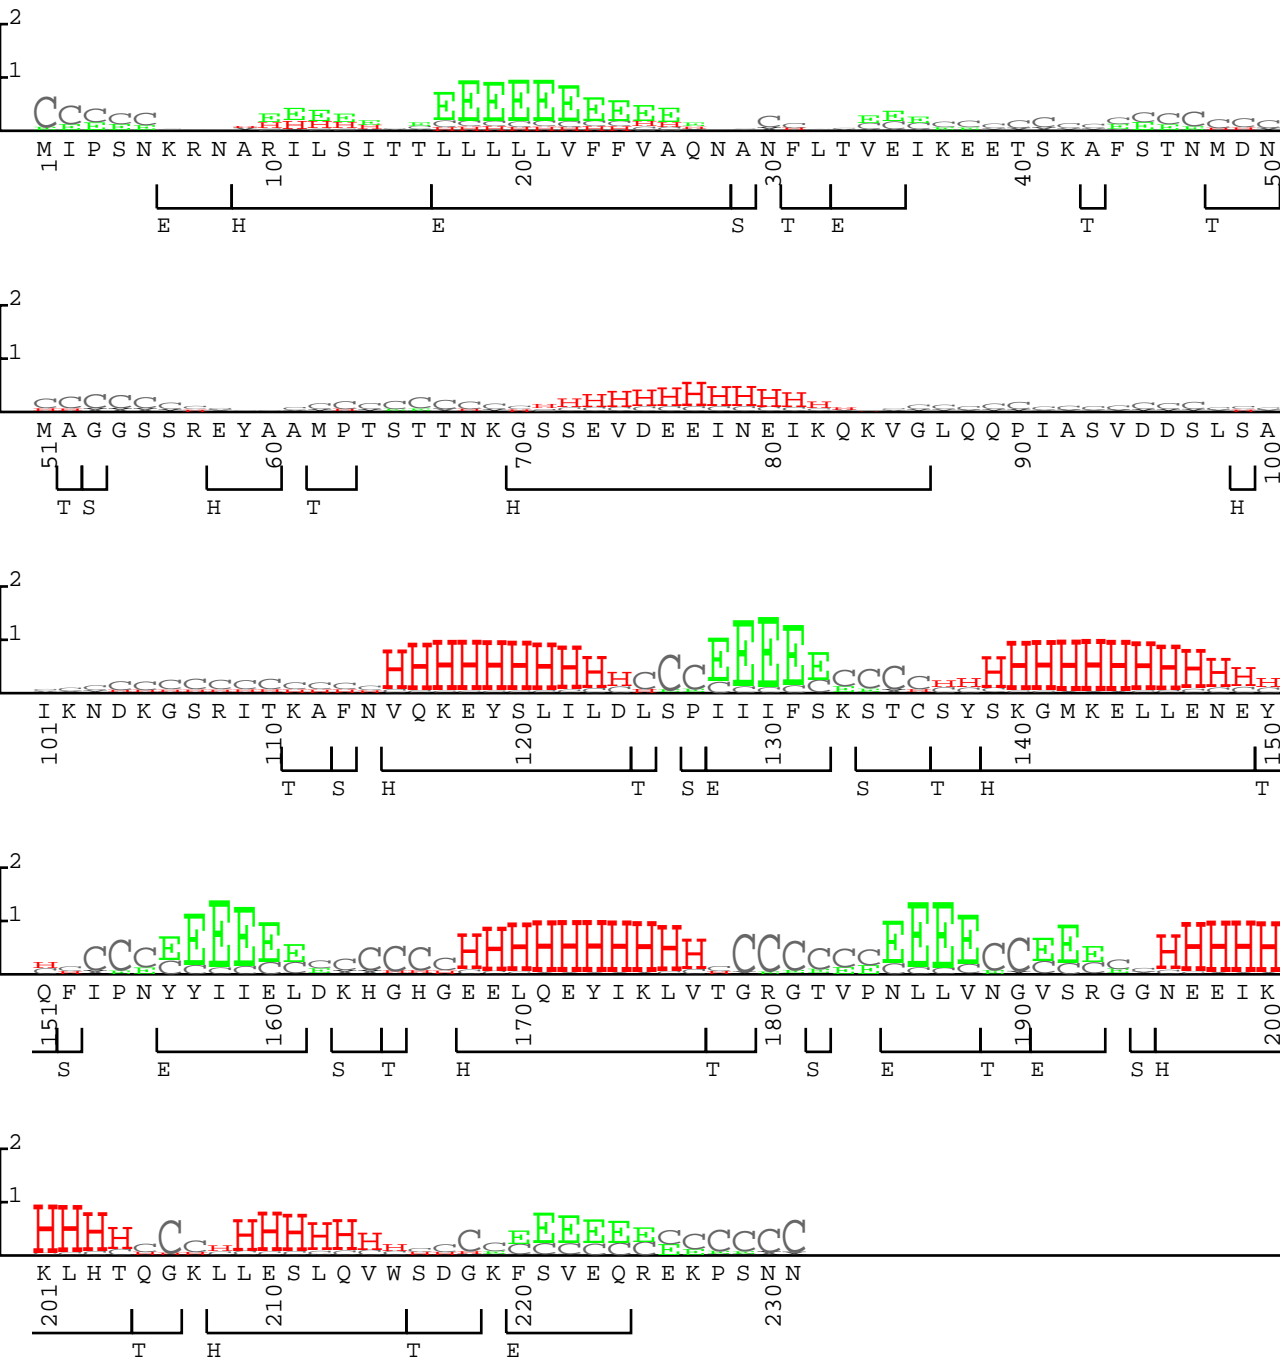 2
1
C C C C C E E E E E E E E E E E E E E C E E E C C C C C C C C C C C
M I P S N K R N A R I L S I T T L L L L L V F F V A Q N A N F L T V E I K E E T S K A F S T N M D N
1 10 20 30 40 50
E H E S T E T T
2
1
C C C C C C C C C C C C C H H H H H H H H H H H C C C C C C C C C C C
M A G G S S R E Y A A M P T S T T N K G S S E V D E E I N E I K Q K V G L Q Q P I A S V D D S L S A
51 60 70 80 90 100
T S H T H H
2
1
C C C C C C C C C C C C H H H H H H H H H H C C C E E E E E C C C C H H H H H H H H H H H H H H
I K N D K G S R I T K A F N V Q K E Y S L I L D L S P I I I F S K S T C S Y S K G M K E L L E N E Y
101 110 120 130 140 150
T S H T S E S T H T
2
1
H C C C C E E E E E E C C C C C H H H H H H H H H H C C C C C C E E E E C C E E E C H H H H H
Q F I P N Y Y I I E L D K H G H G E E L Q E Y I K L V T G R G T V P N L L V N G V S R G G N E E I K
151 160 170 180 190 200
S E S T H T S E T E S H
2
1
H H H H C C C H H H H H H H H C C C C E E E E E E C C C C C C
K L H T Q G K L L E S L Q V W S D G K F S V E Q R E K P S N N
201 210 220 230
T H T E